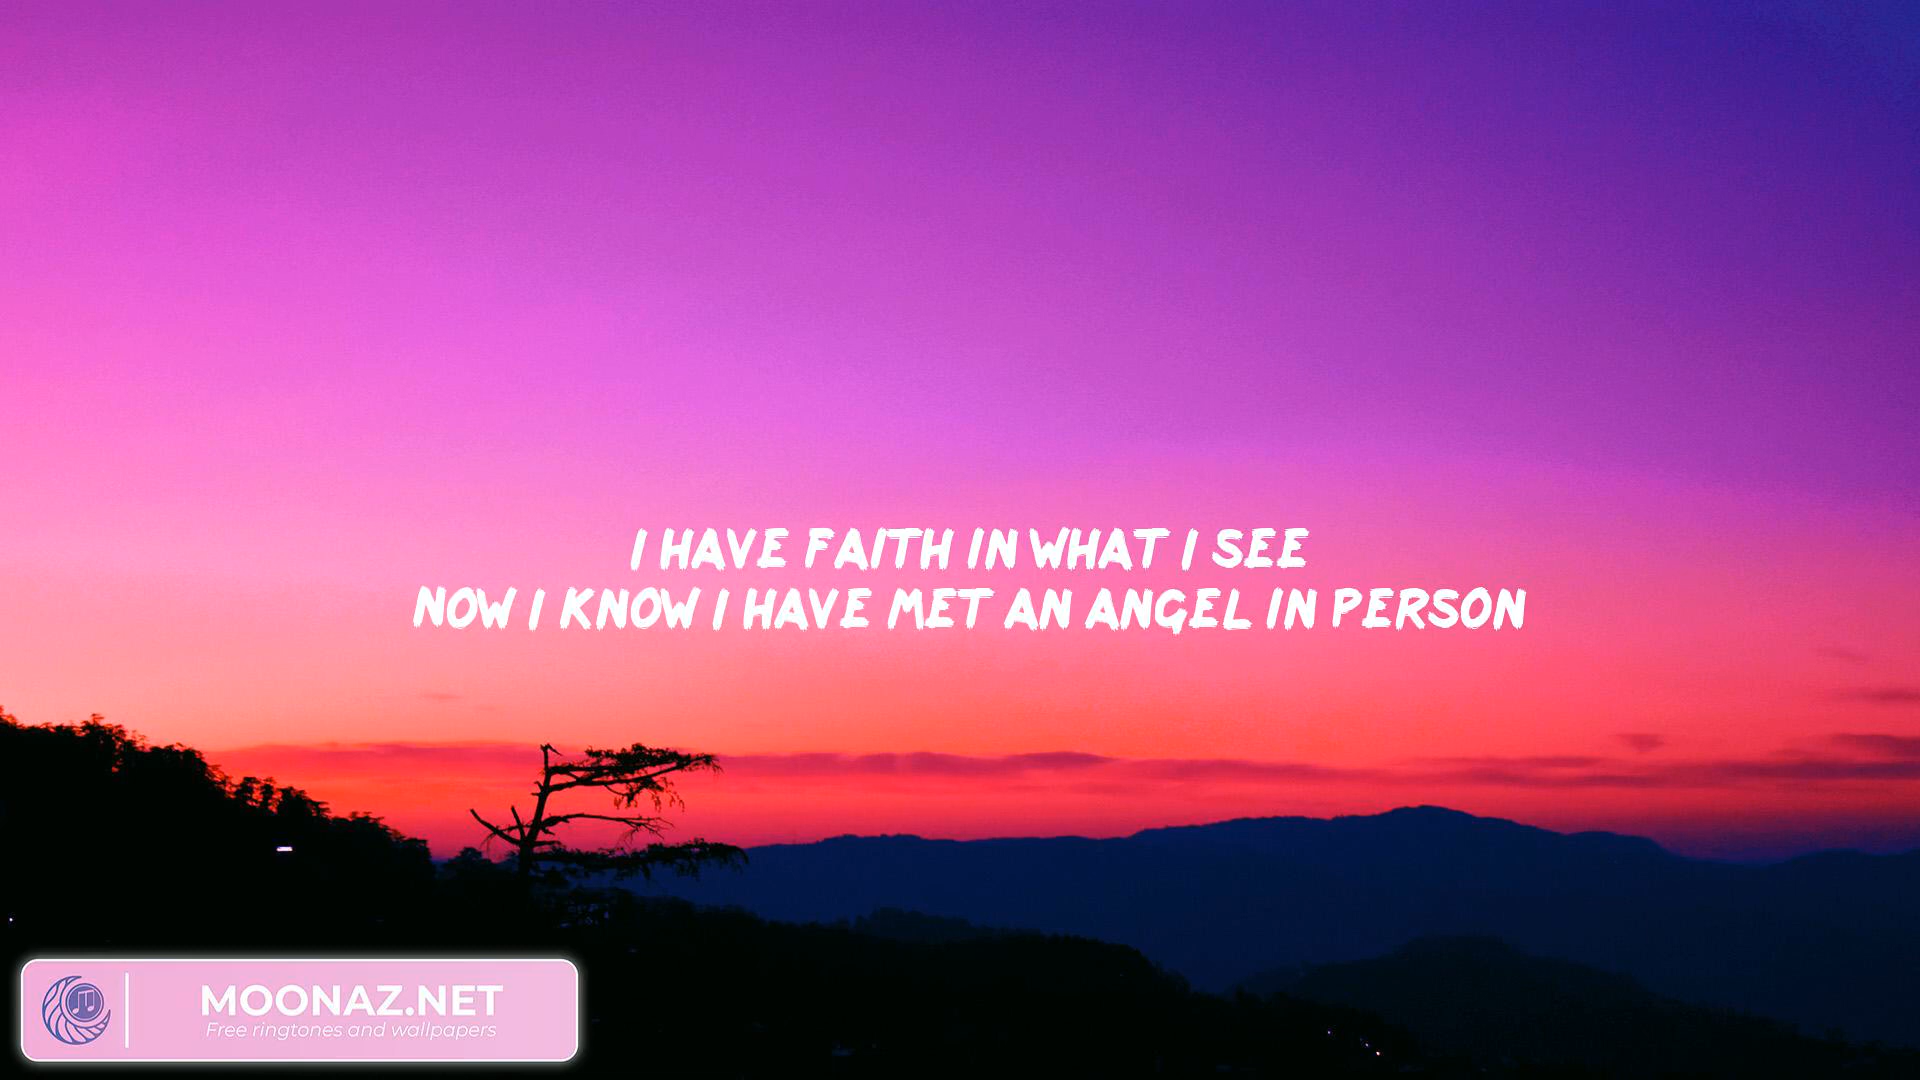 I HAVE FAITH IN WHAT I SEE
NOW I KNOW I HAVE MET AN ANGEL IN PERSON
MOONAZ.NET
Free ringtones and wallpapers